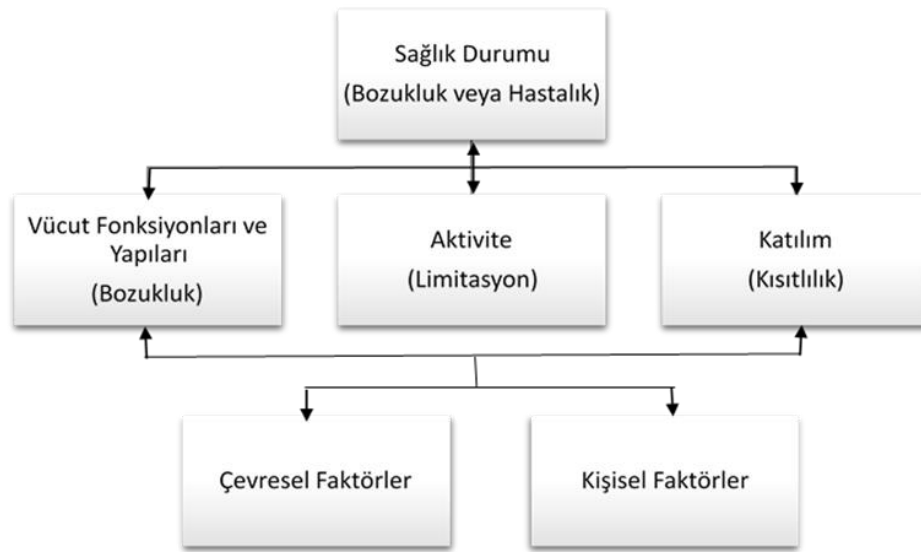 Sağlık Durumu
(Bozukluk veya Hastalık)
Vücut Fonksiyonları ve
Yapıları
(Bozukluk)
Aktivite
(Limitasyon)
Katılım
(Kısıtlılık)
Çevresel Faktörler
Kişisel Faktörler